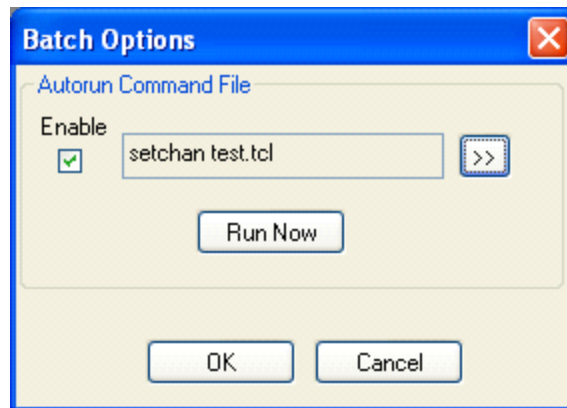 Batch Options
Autorun Command File
Enable
setchan test.tcl
>>
Run Now
OK Cancel